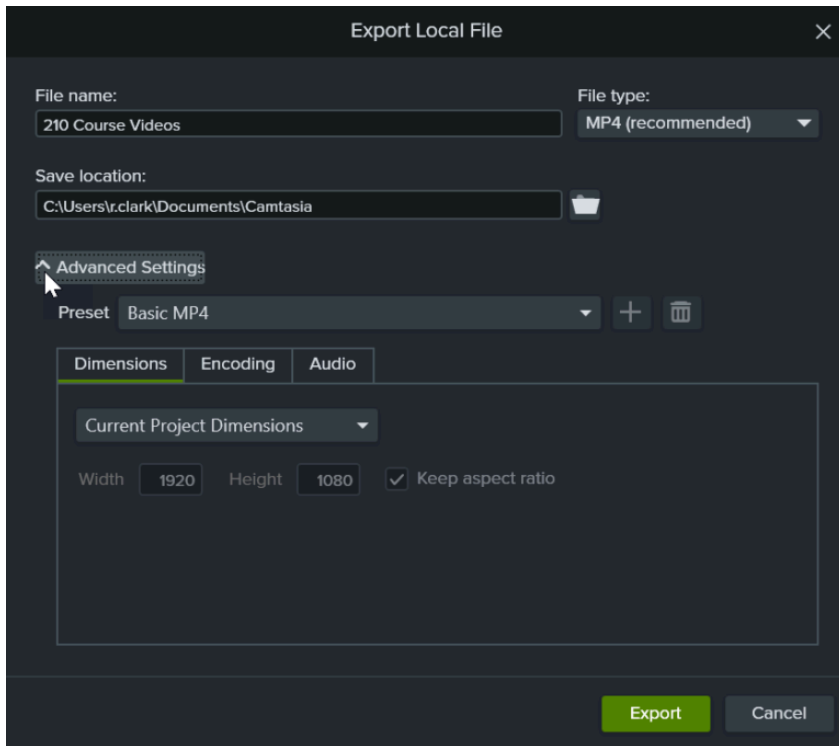 Export Local File
File name:
File type:
210 Course Videos
MP4 (recommended)
Save location:
C:\Users\r.clark\Documents\Camtasia
Advanced Settings
Preset Basic MP4
Dimensions Encoding Audio
Current Project Dimensions
Width 1920 Height 1080 Keep aspect ratio
Export Cancel